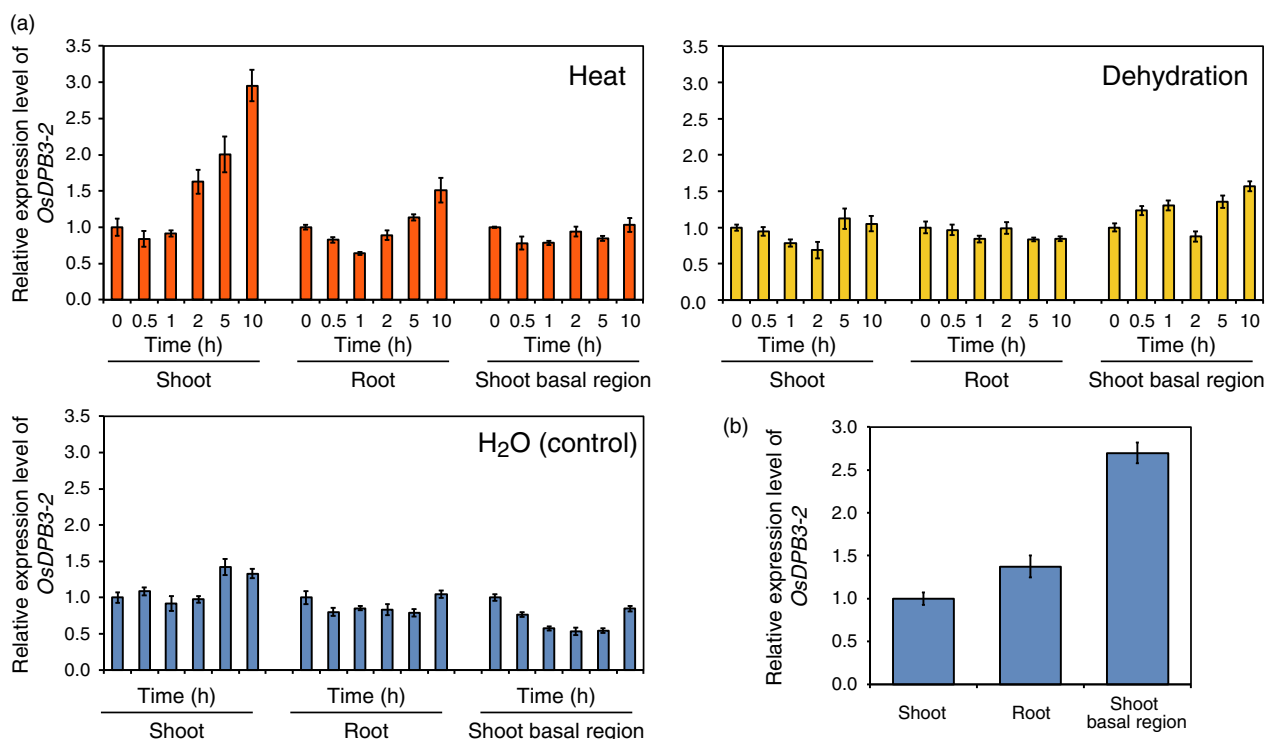 (a)
Relative expression level of
OsDPB3-2
3.5
3.0
2.5
2.0
1.5
1.0
0.5
0.0
Heat
0 0.5 1 2 5 10 0 0.5 1 2 5 10 0 0.5 1 2 5 10
Time (h) Time (h) Time (h)
Shoot Root Shoot basal region
3.5
3.0
2.5
2.0
1.5
1.0
0.5
0.0
Dehydration
0 0.5 1 2 5 10 0 0.5 1 2 5 10 0 0.5 1 2 5 10
Time (h) Time (h) Time (h)
Shoot Root Shoot basal region
Relative expression level of
OsDPB3-2
3.5
3.0
2.5
2.0
1.5
1.0
0.5
0.0
H₂O (control)
Time (h) Time (h) Time (h)
Shoot Root Shoot basal region
(b)
Relative expression level of
OsDPB3-2
3.0
2.5
2.0
1.5
1.0
0.5
0.0
Shoot Root Shoot
basal region